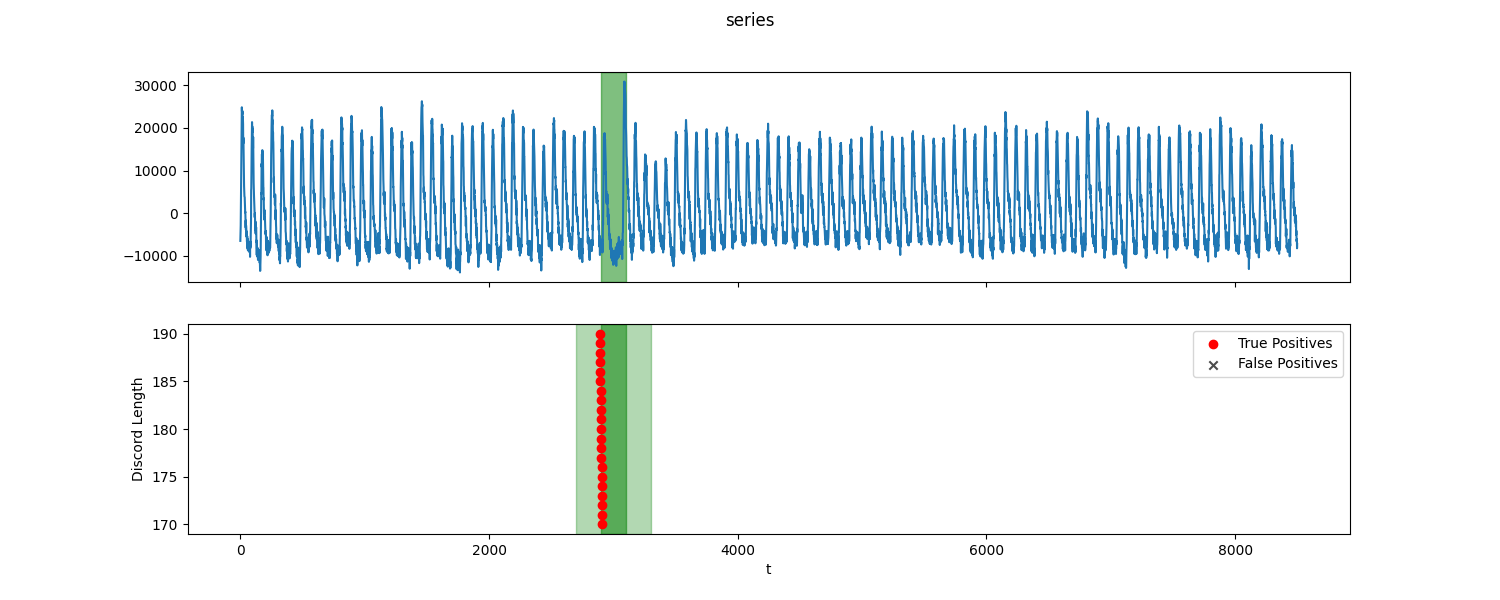 series
30000
20000
10000
0
−10000
190
185
180
175
170
Discord Length
True Positives
False Positives
0 2000 4000 6000 8000
t